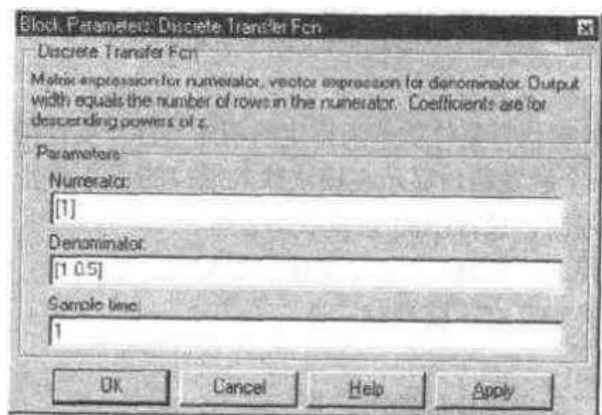 Block Parameters: Discrete Transfer Fcn
Discrete Transfer Fcn
Matrix expression for numerator, vector expression for denominator. Output
width equals the number of rows in the numerator. Coefficients are for
descending powers of z.
Parameters
Numerator:
[1]
Denominator:
[1 0.5]
Sample time:
1
OK
Cancel
Help
Apply